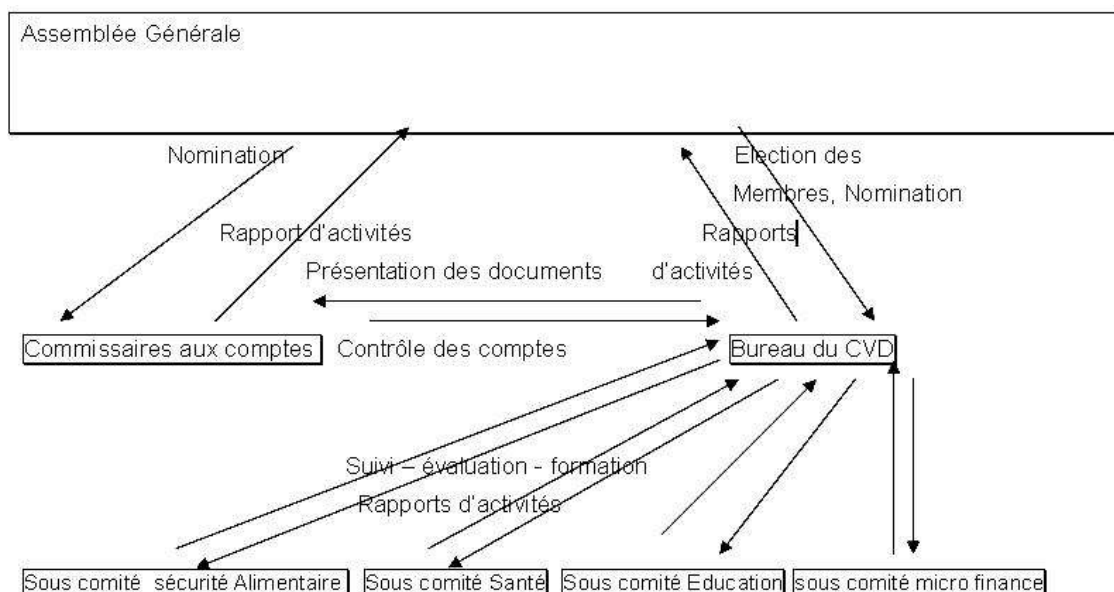 Assemblée Générale
Nomination
Election des
Membres, Nomination
Rapport d'activités
Rapports
Présentation des documents
d'activités
Commissaires aux comptes
Contrôle des comptes
Bureau du CVD
Suivi – évaluation - formation
Rapports d'activités
Sous comité sécurité Alimentaire
Sous comité Santé
Sous comité Education
sous comité micro finance